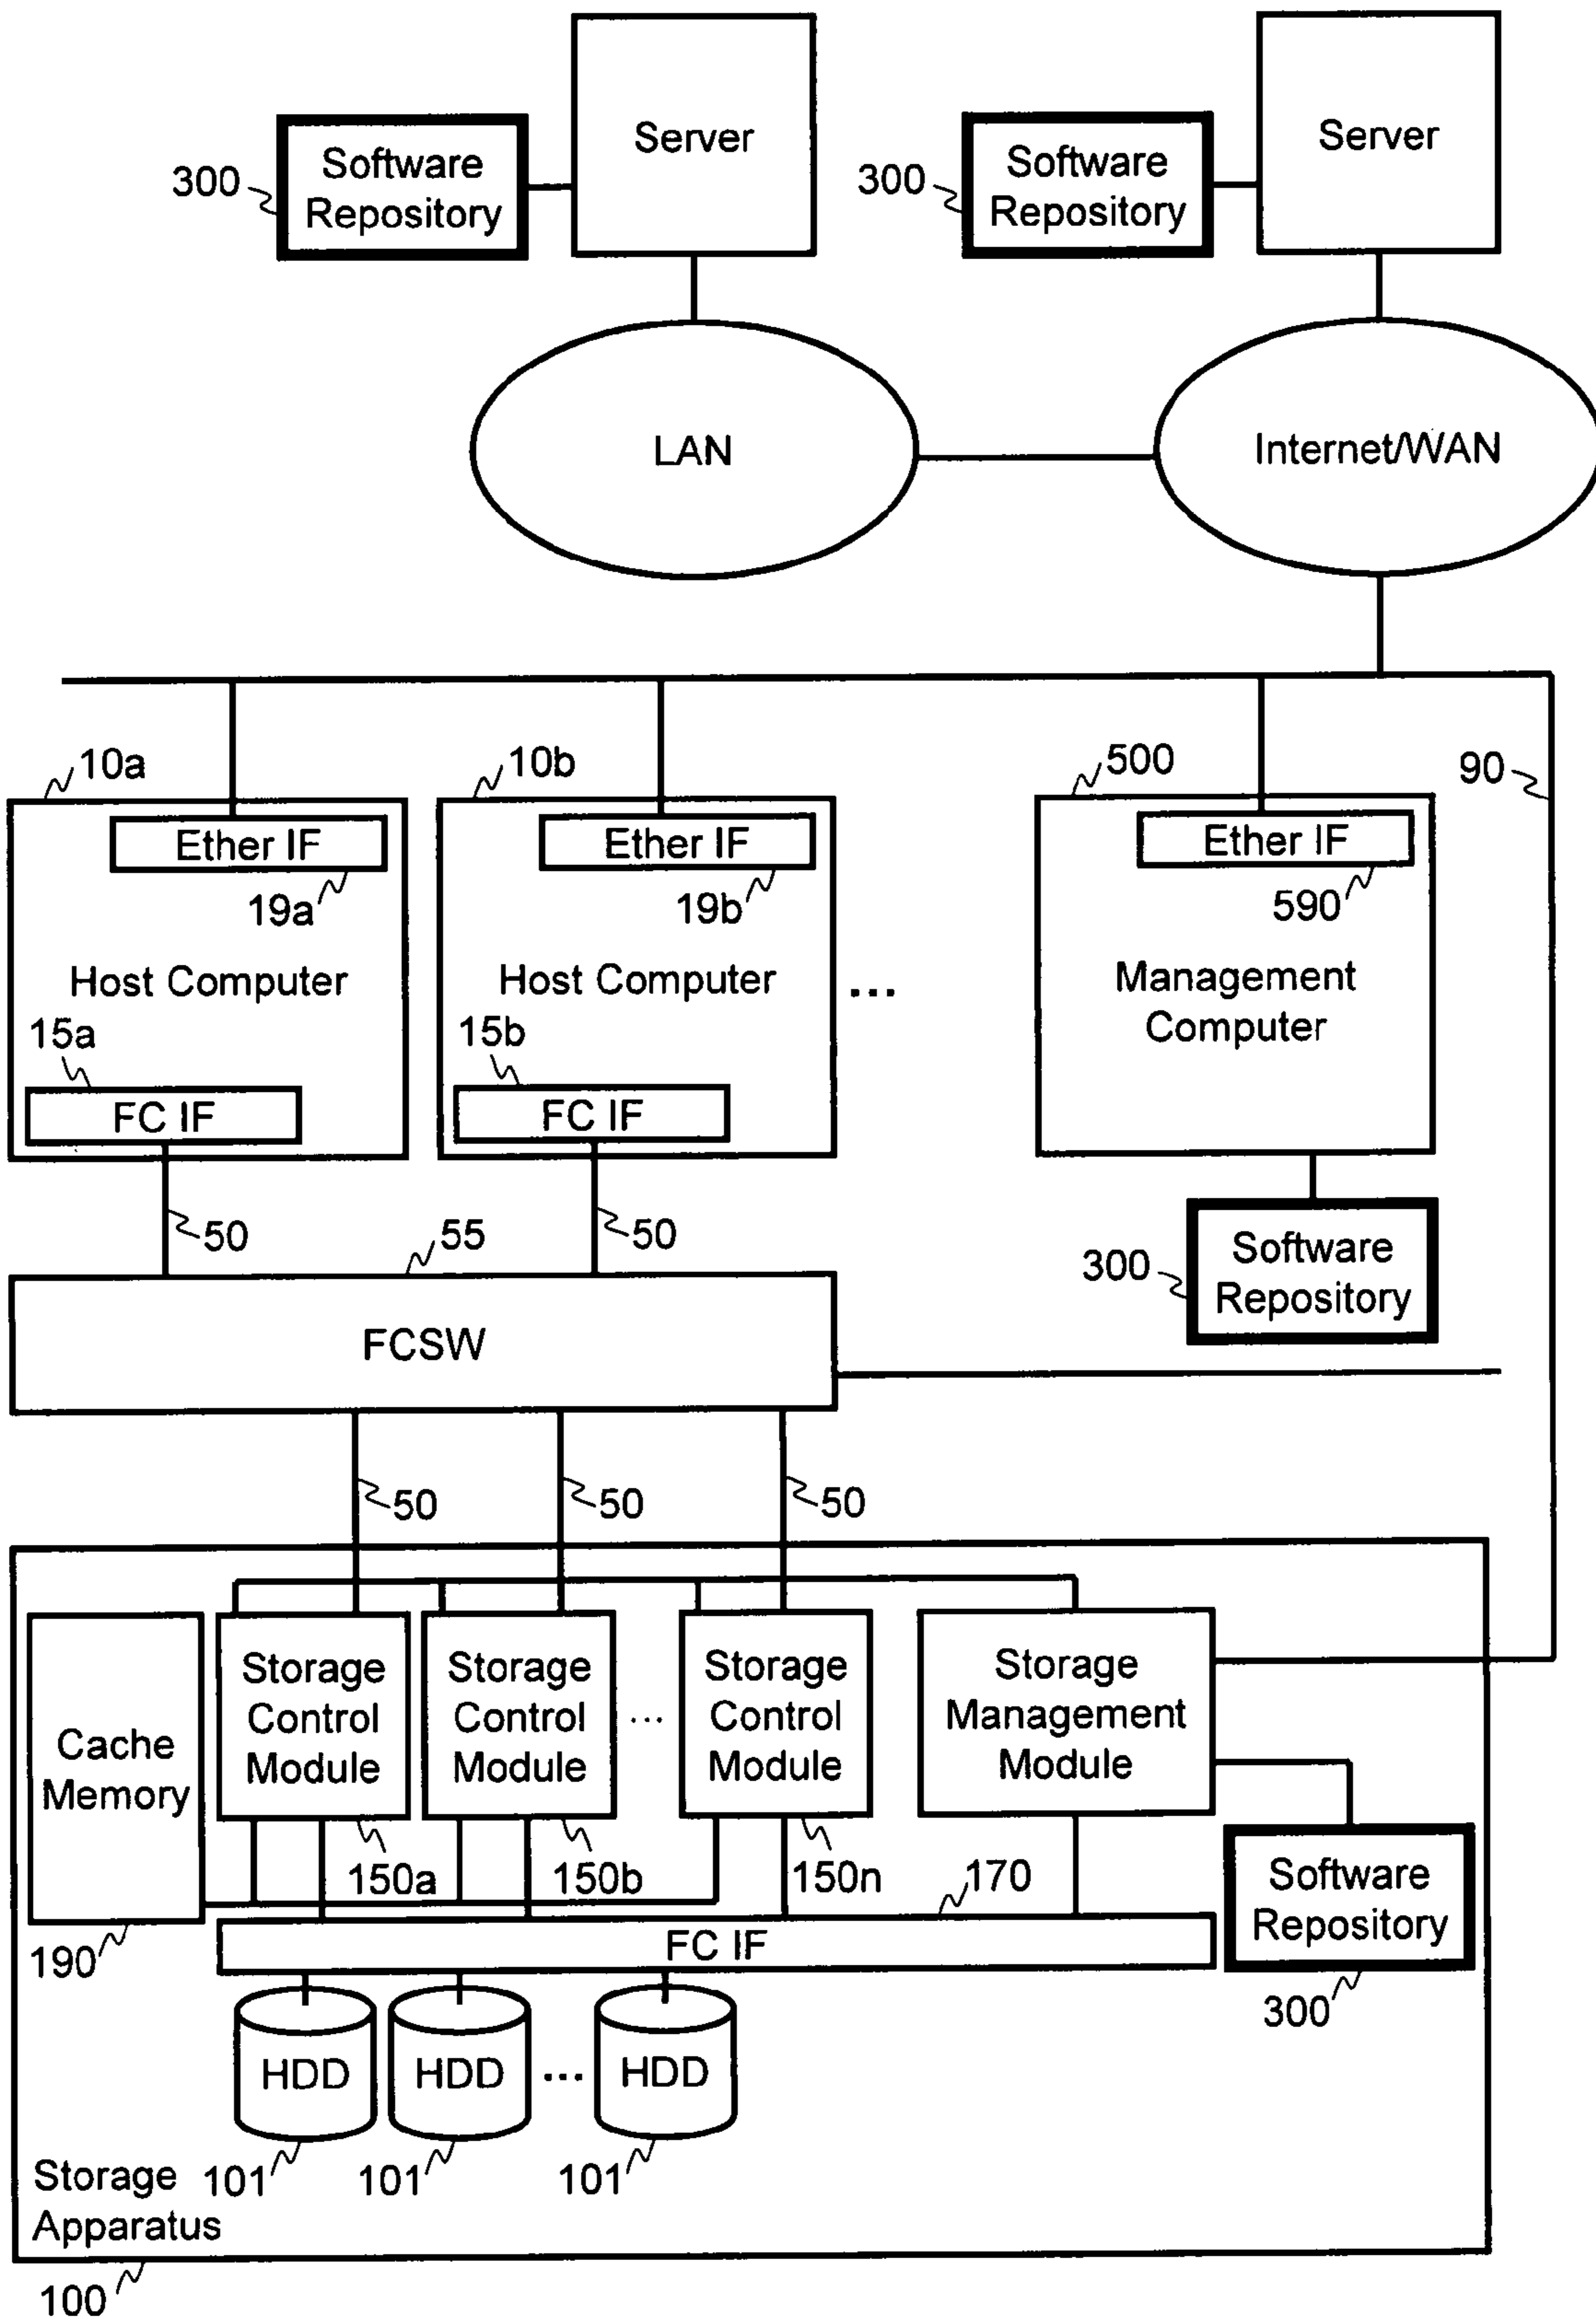 Server
Server
Software
Repository
300
Software
Repository
300
LAN
Internet/WAN
10a
10b
500
90
Ether IF
Ether IF
Ether IF
19a
19b
590
Host Computer
Host Computer
...
Management
Computer
15a
15b
FC IF
FC IF
50
55
50
300
Software
Repository
FCSW
50
50
50
Cache
Memory
Storage
Control
Module
Storage
Control
Module
...
Storage
Control
Module
Storage
Management
Module
150a
150b
150n
170
Software
Repository
190
FC IF
300
HDD
HDD
...
HDD
101
101
101
Storage
Apparatus
100